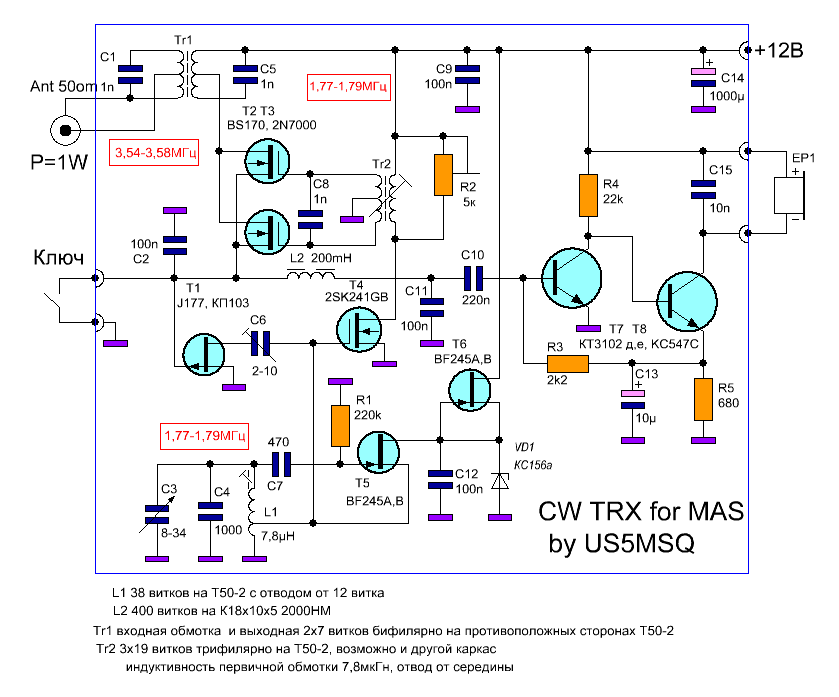 Tr1
+12В
C1
1n
C5
1n
C9
100n
C14
1000µ
1,77-1,79МГц
Ant 50om
P=1W
3,54-3,58МГц
T2 T3
BS170, 2N7000
Tr2
C8
1n
R2
5к
R4
22k
C15
10n
EP1
100n
C2
Ключ
L2 200mH
C10
220n
T1
J177, КП103
T4
2SK241GB
C11
100n
C6
2-10
T6
BF245A,B
T7 T8
КТ3102 д,е, КС547С
R3
2k2
C13
10µ
R5
680
R1
220k
1,77-1,79МГц
470
C7
T5
BF245A,B
VD1
КС156а
C12
100n
C3
8-34
C4
1000
L1
7,8µH
CW TRX for MAS
by US5MSQ
L1 38 витков на Т50-2 с отводом от 12 витка
L2 400 витков на К18х10х5 2000НМ
Tr1 входная обмотка и выходная 2х7 витков бифилярно на противоположных сторонах Т50-2
Tr2 3х19 витков трифилярно на Т50-2, возможно и другой каркас
индуктивность первичной обмотки 7,8мкГн, отвод от середины